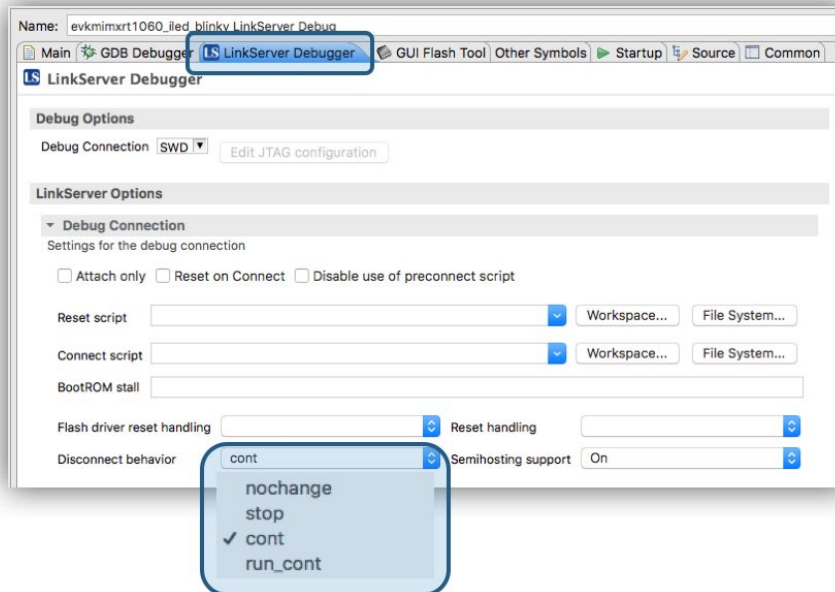 Name: evkmimxrt1060_iled_blinky LinkServer Debug
Main GDB Debugger LS LinkServer Debugger GUI Flash Tool Other Symbols Startup Source Common
LS LinkServer Debugger
Debug Options
Debug Connection SWD Edit JTAG configuration
LinkServer Options
Debug Connection
Settings for the debug connection
Attach only Reset on Connect Disable use of preconnect script
Reset script Workspace... File System...
Connect script Workspace... File System...
BootROM stall
Flash driver reset handling Reset handling
Disconnect behavior cont Semihosting support On
nochange
stop
✓ cont
run_cont